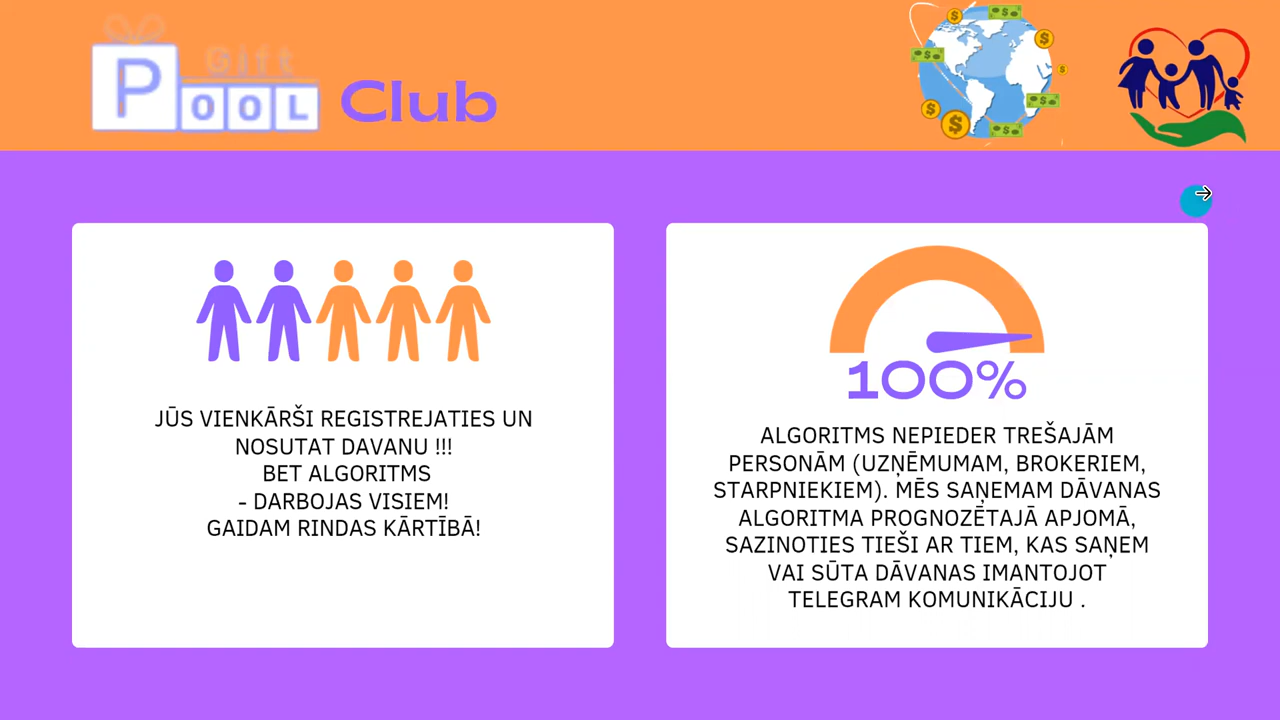 Gift
POOL Club
JŪS VIENKĀRŠI REGISTREJATIES UN
NOSUTAT DAVANU !!!
BET ALGORITMS
- DARBOJAS VISIEM!
GAIDAM RINDAS KĀRTĪBĀ!
100%
ALGORITMS NEPIEDER TREŠAJĀM
PERSONĀM (UZŅĒMUMAM, BROKERIEM,
STARPNIEKIEM). MĒS SAŅEMAM DĀVANAS
ALGORITMA PROGNOZĒTAJĀ APJOMĀ,
SAZINOTIES TIEŠI AR TIEM, KAS SAŅEM
VAI SŪTA DĀVANAS IMANTOJOT
TELEGRAM KOMUNIKĀCIJU .